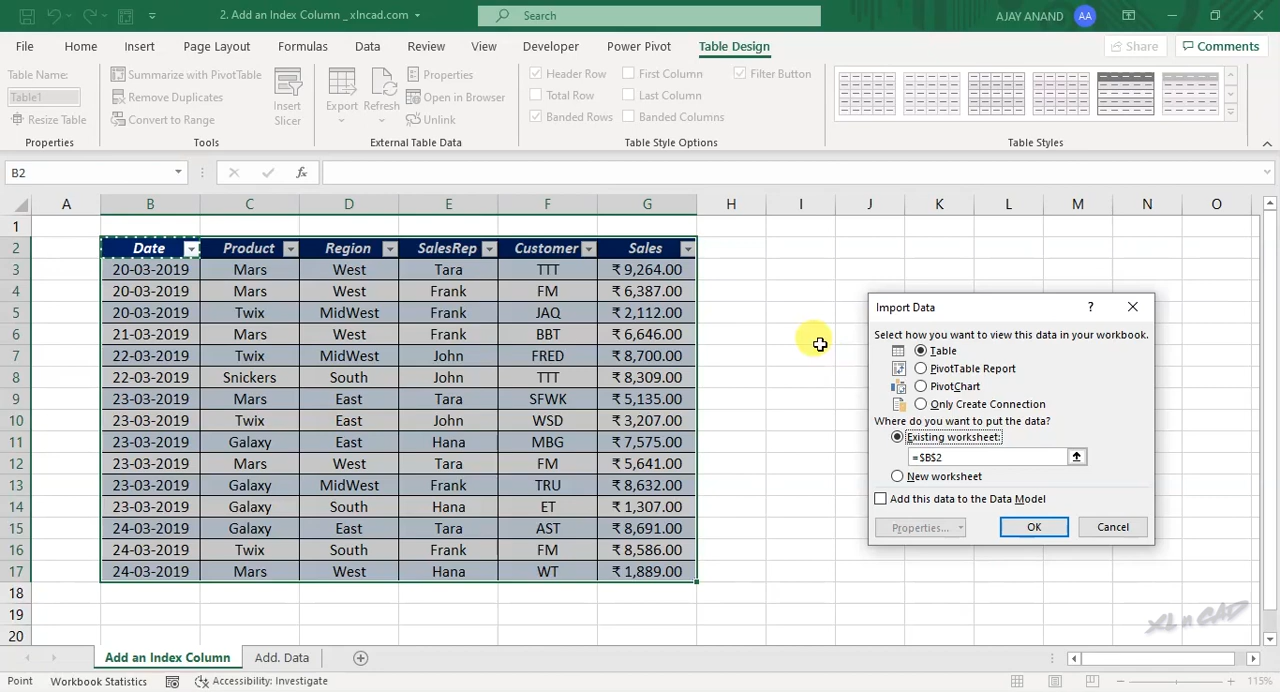 2. Add an Index Column _ xlncad.com
Search
AJAY ANAND AA
File Home Insert Page Layout Formulas Data Review View Developer Power Pivot Table Design Share Comments
Table Name:
Table1
Resize Table
Properties
Summarize with PivotTable
Remove Duplicates
Convert to Range
Tools
Insert Slicer
Export
Refresh
Properties
Open in Browser
Unlink
External Table Data
Header Row First Column Filter Button
Total Row Last Column
Banded Rows Banded Columns
Table Style Options
Table Styles
B2 fx
A B C D E F G H I J K L M N O
1
2 Date Product Region SalesRep Customer Sales
3 20-03-2019 Mars West Tara TTT ₹ 9,264.00
4 20-03-2019 Mars West Frank FM ₹ 6,387.00
5 20-03-2019 Twix MidWest Frank JAQ ₹ 2,112.00
6 21-03-2019 Mars West Frank BBT ₹ 6,646.00
7 22-03-2019 Twix MidWest John FRED ₹ 8,700.00
8 22-03-2019 Snickers South John TTT ₹ 8,309.00
9 23-03-2019 Mars East Tara SFWK ₹ 5,135.00
10 23-03-2019 Twix East John WSD ₹ 3,207.00
11 23-03-2019 Galaxy East Hana MBG ₹ 7,575.00
12 23-03-2019 Mars West Tara FM ₹ 5,641.00
13 23-03-2019 Galaxy MidWest Frank TRU ₹ 8,632.00
14 23-03-2019 Galaxy South Hana ET ₹ 1,307.00
15 24-03-2019 Galaxy East Tara AST ₹ 8,691.00
16 24-03-2019 Twix South Frank FM ₹ 8,586.00
17 24-03-2019 Mars West Hana WT ₹ 1,889.00
18
19
20
Import Data ?
Select how you want to view this data in your workbook.
Table
PivotTable Report
PivotChart
Only Create Connection
Where do you want to put the data?
Existing worksheet:
=$B$2
New worksheet
Add this data to the Data Model
Properties... OK Cancel
XL n CAD
Add an Index Column Add. Data
Point Workbook Statistics Accessibility: Investigate 115%